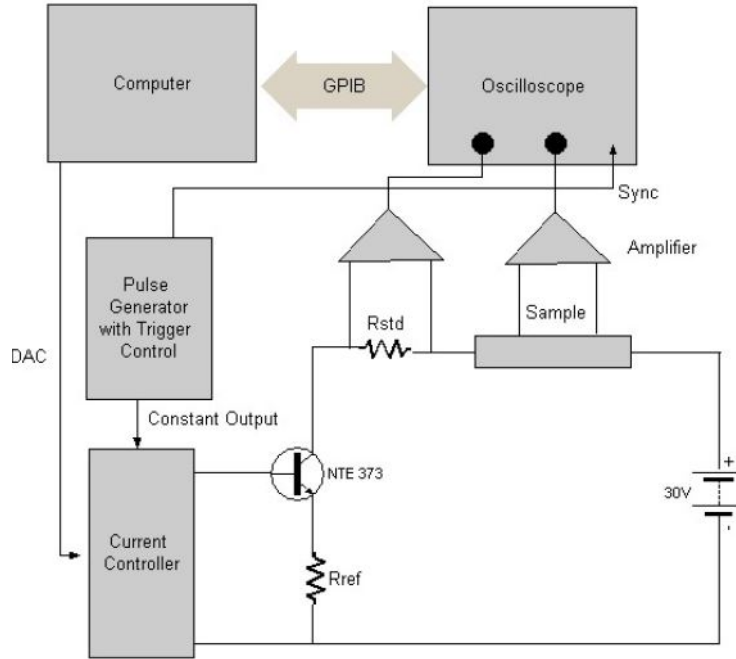 Computer
GPIB
Oscilloscope
Sync
Amplifier
Pulse
Generator
with Trigger
Control
Rstd
Sample
DAC
Constant Output
NTE 373
+
30V
-
Current
Controller
Rref